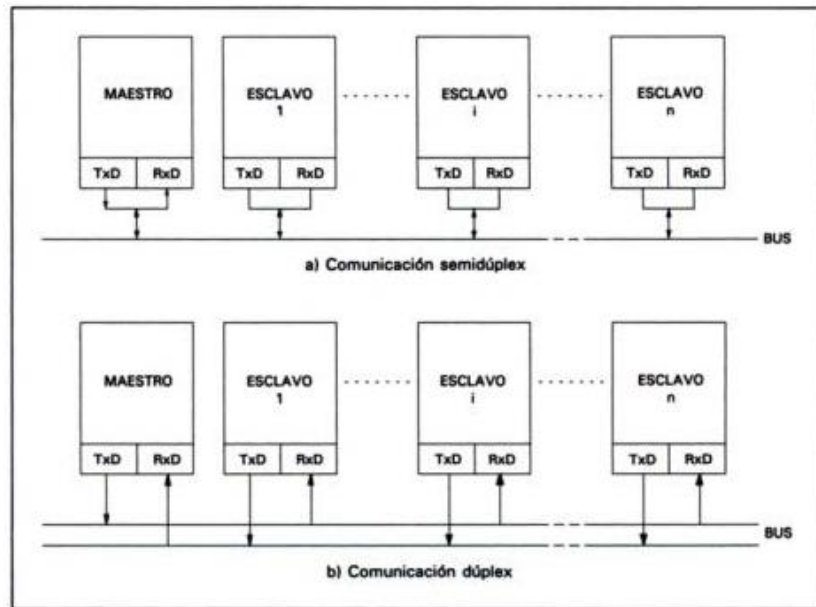 MAESTRO
ESCLAVO
1
ESCLAVO
i
ESCLAVO
n
TxD RxD
TxD RxD
TxD RxD
TxD RxD
BUS
a) Comunicación semidúplex
MAESTRO
ESCLAVO
1
ESCLAVO
i
ESCLAVO
n
TxD RxD
TxD RxD
TxD RxD
TxD RxD
BUS
b) Comunicación dúplex